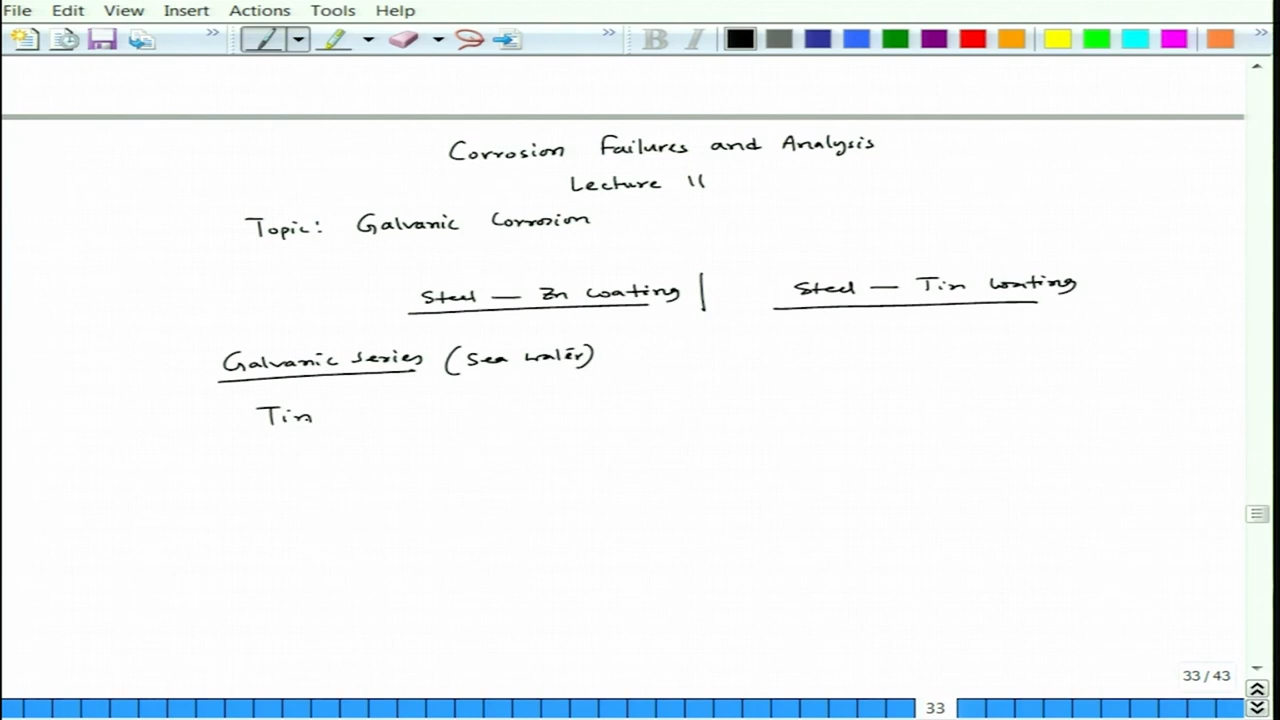 File Edit View Insert Actions Tools Help
B I
Corrosion Failures and Analysis
Lecture 11
Topic: Galvanic Corrosion
Steel — Zn coating | Steel — Tin coating
Galvanic series (Sea water)
Tin
33 / 43
33